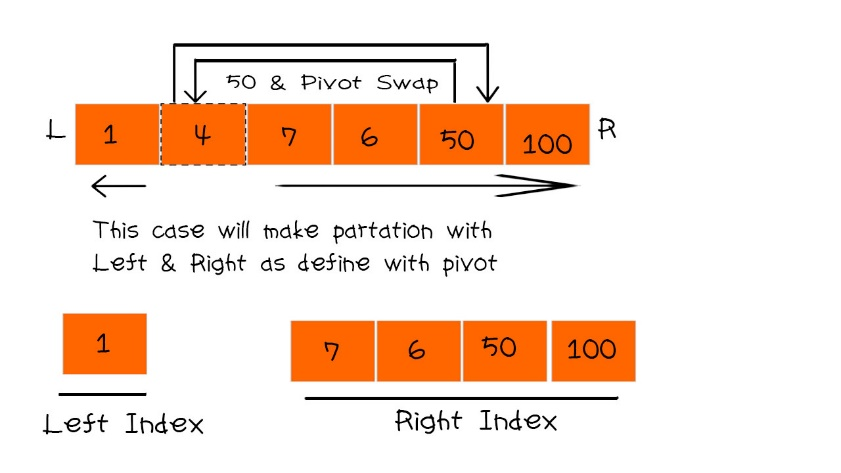 50 & Pivot Swap
L 1 4 7 6 50 100 R
This case will make partation with
Left & Right as define with pivot
1
7 6 50 100
Left Index
Right Index